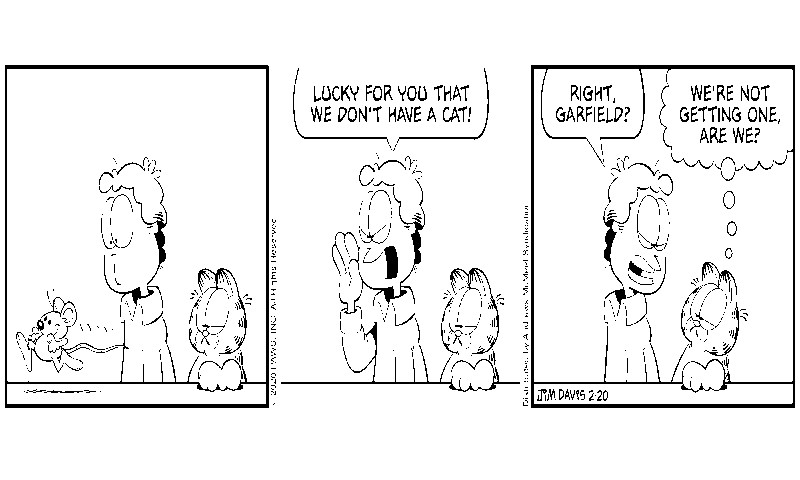 LUCKY FOR YOU THAT
WE DON'T HAVE A CAT!
RIGHT,
GARFIELD?
WE'RE NOT
GETTING ONE,
ARE WE?
JIM DAVIS 2·20